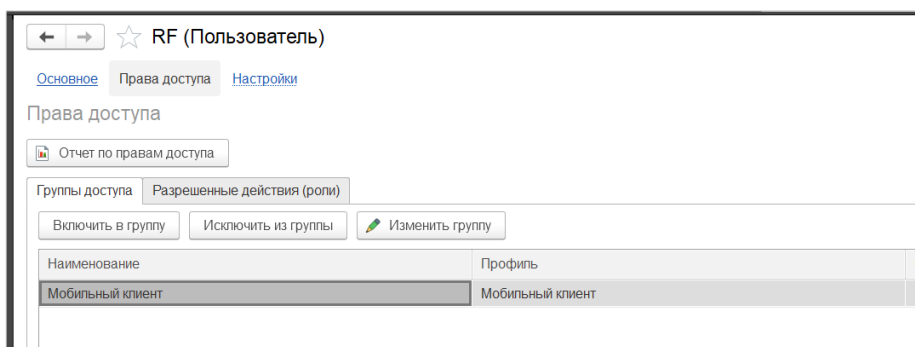 RF (Пользователь)
Основное Права доступа Настройки
Права доступа
Отчет по правам доступа
Группы доступа Разрешенные действия (роли)
Включить в группу Исключить из группы Изменить группу
Наименование Профиль
Мобильный клиент Мобильный клиент